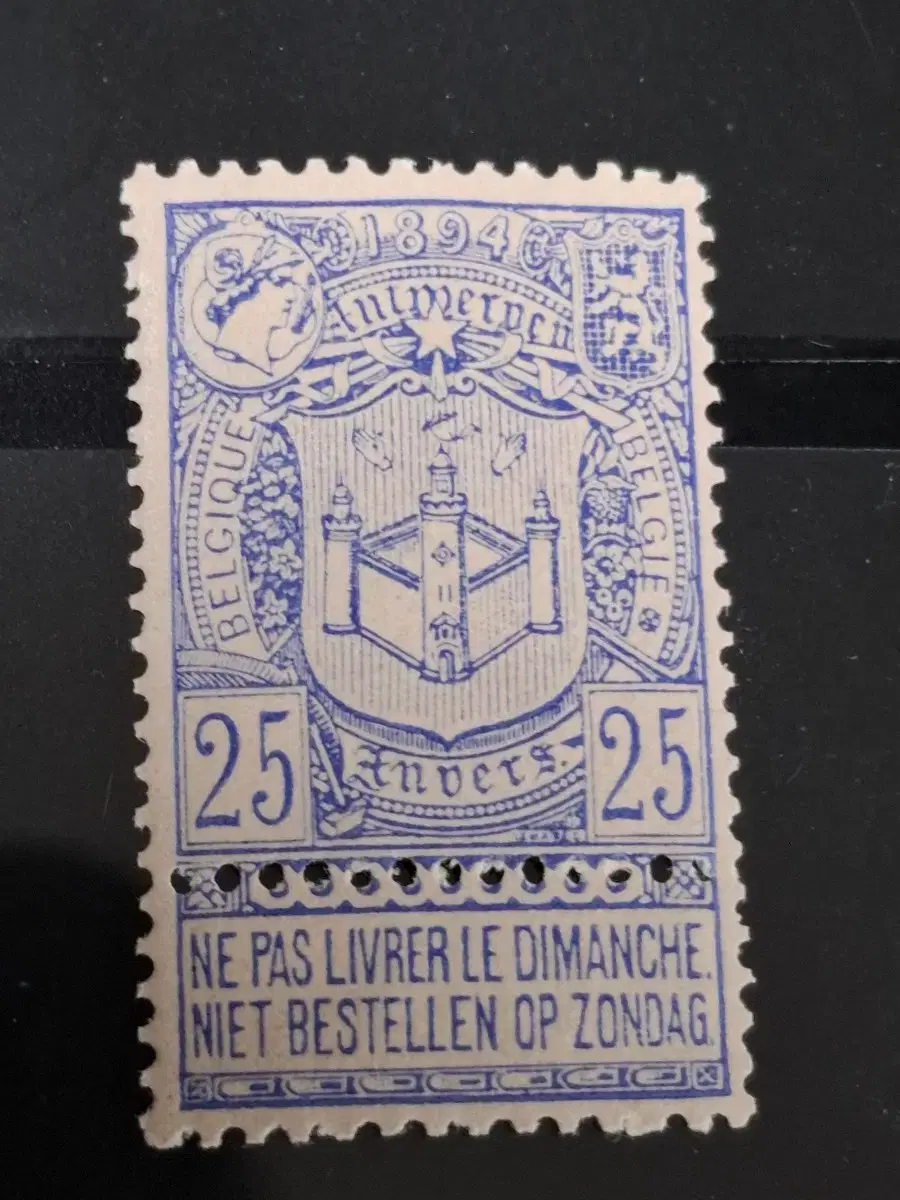 1894
Antwerpen
BELGIQUE
BELGIE
25
25
Anvers.
NE PAS LIVRER LE DIMANCHE.
NIET BESTELLEN OP ZONDAG.